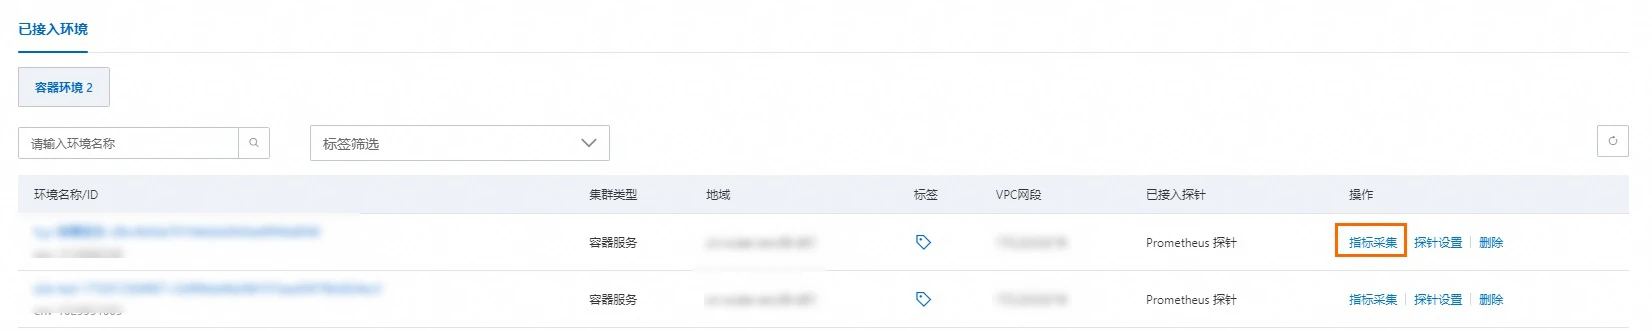 已接入环境
容器环境 2
请输入环境名称
标签筛选
环境名称/ID 集群类型 地域 标签 VPC网段 已接入探针 操作
容器服务 Prometheus 探针 指标采集 探针设置 删除
容器服务 Prometheus 探针 指标采集 探针设置 删除